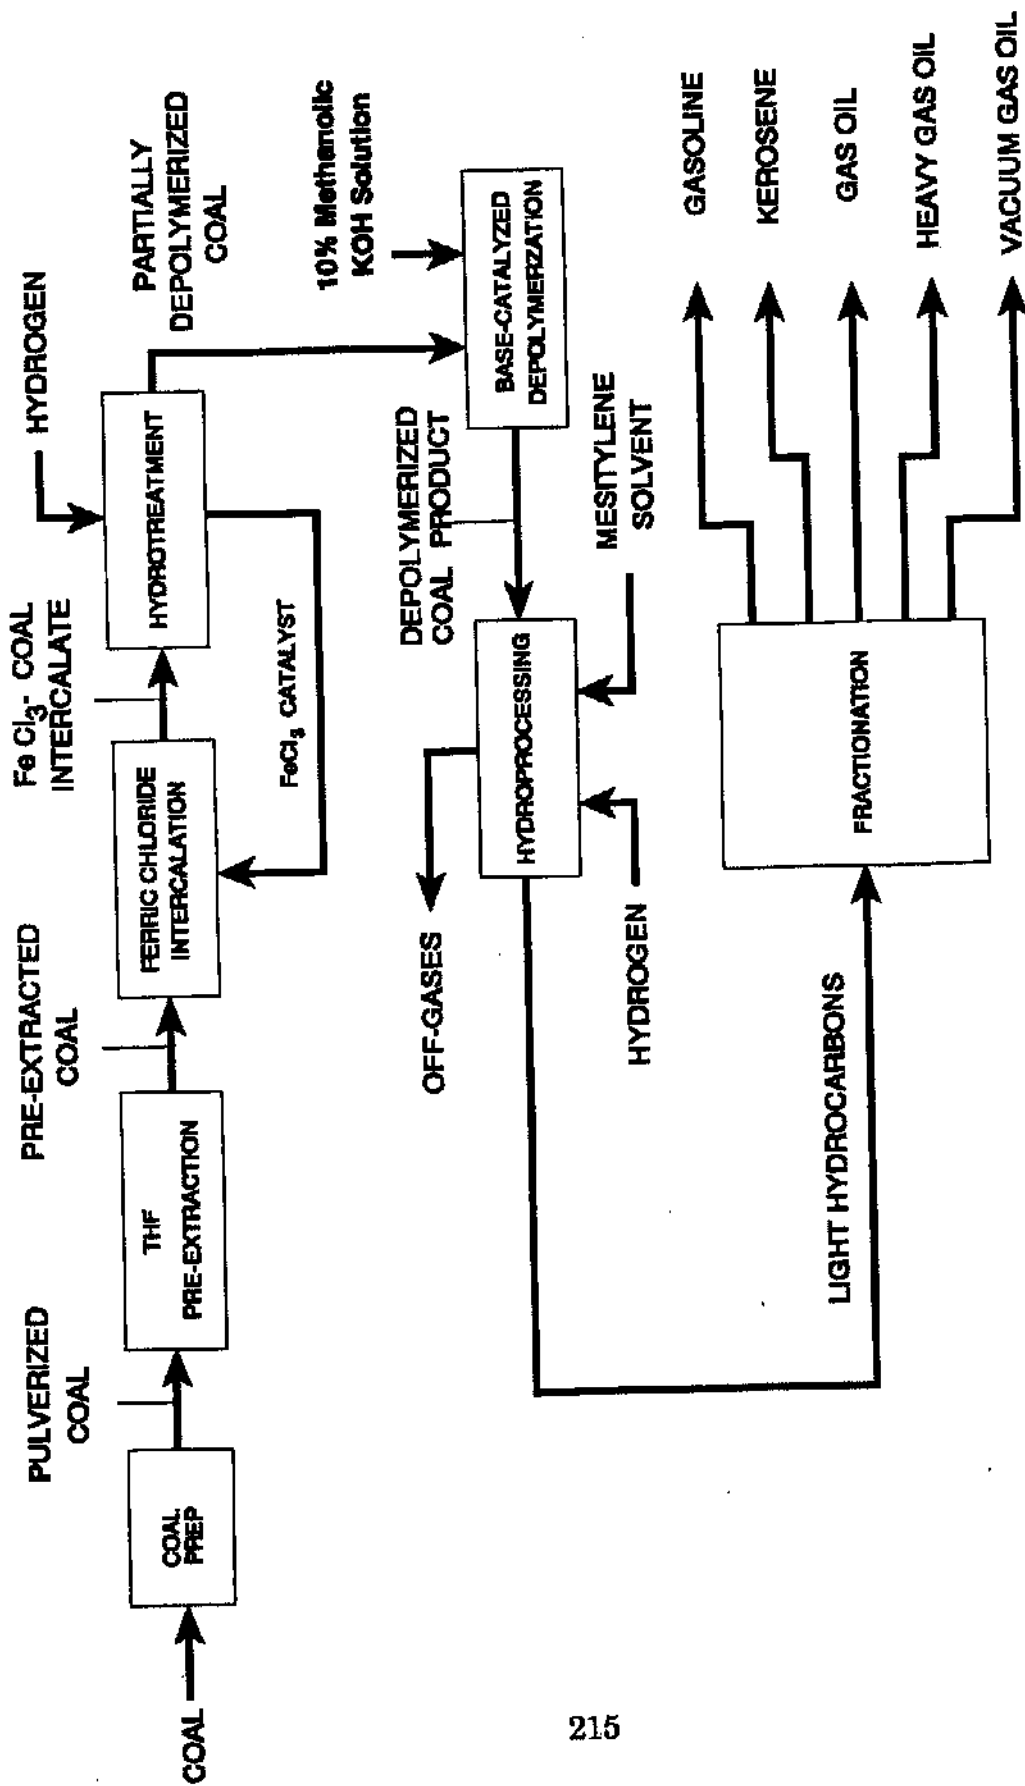 COAL
COAL
PREP
PULVERIZED
COAL
THF
PRE-EXTRACTION
PRE-EXTRACTED
COAL
FERRIC CHLORIDE
INTERCALATION
Fe Cl3- COAL
INTERCALATE
HYDROTREATMENT
HYDROGEN
FeCl3 CATALYST
PARTIALLY
DEPOLYMERIZED
COAL
10% Methanolic
KOH Solution
BASE-CATALYZED
DEPOLYMERZATION
DEPOLYMERIZED
COAL PRODUCT
HYDROPROCESSING
OFF-GASES
HYDROGEN
MESITYLENE
SOLVENT
LIGHT HYDROCARBONS
FRACTIONATION
GASOLINE
KEROSENE
GAS OIL
HEAVY GAS OIL
VACUUM GAS OIL
215